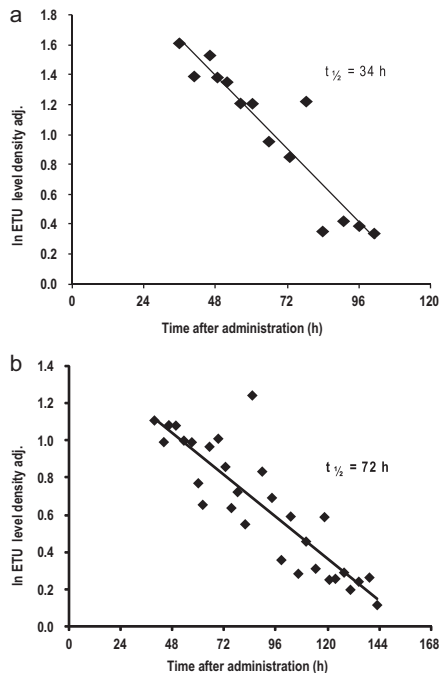 a
1.8
1.6
1.4
1.2
1.0
0.8
0.6
0.4
0.2
0.0
ln ETU level density adj.
t½ = 34 h
0 24 48 72 96 120
Time after administration (h)
b
1.4
1.2
1.0
0.8
0.6
0.4
0.2
0.0
ln ETU level density adj.
t½ = 72 h
0 24 48 72 96 120 144 168
Time after administration (h)